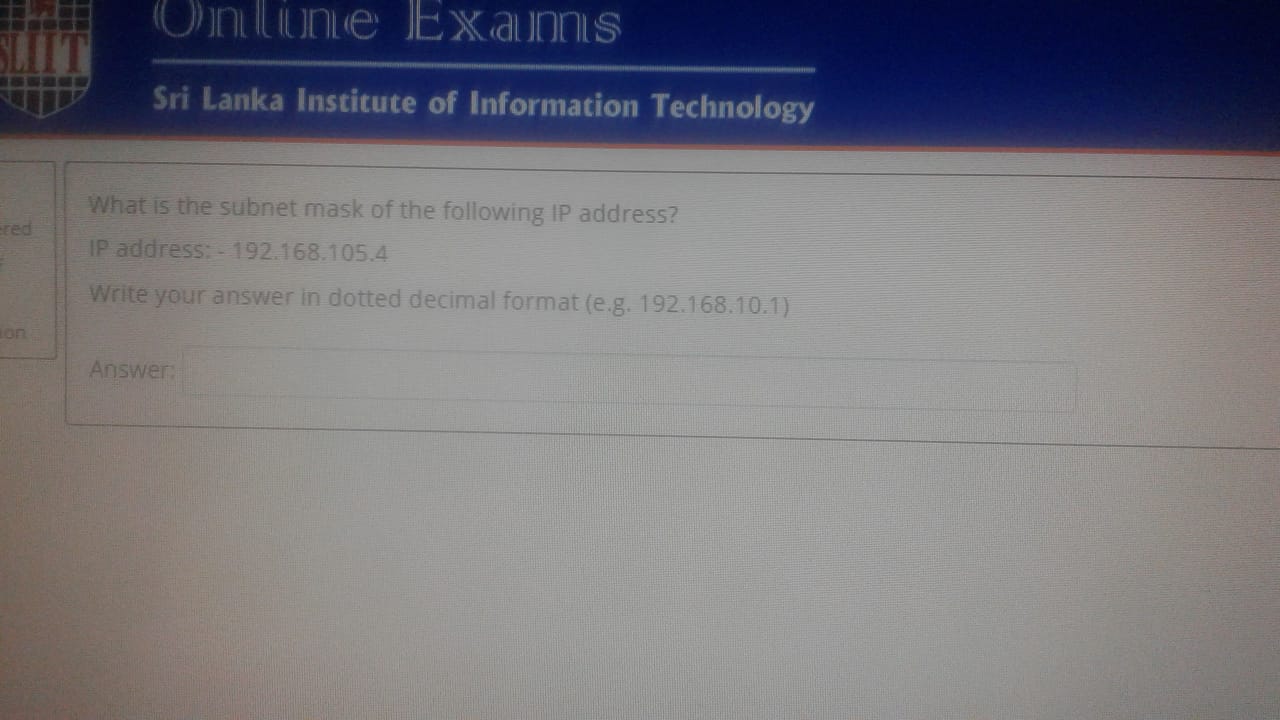 Online Exams
SLIIT
Sri Lanka Institute of Information Technology
What is the subnet mask of the following IP address?
ered
IP address: - 192.168.105.4
Write your answer in dotted decimal format (e.g. 192.168.10.1)
ion
Answer: